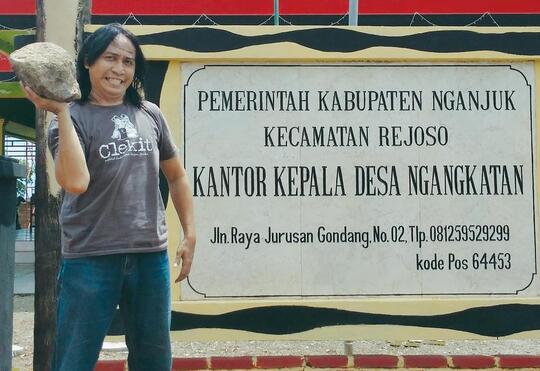 Clekit
PEMERINTAH KABUPATEN NGANJUK
KECAMATAN REJOSO
KANTOR KEPALA DESA NGANGKATAN
Jln.Raya Jurusan Gondang.No.02,Tlp.081259529299
kode Pos 64453